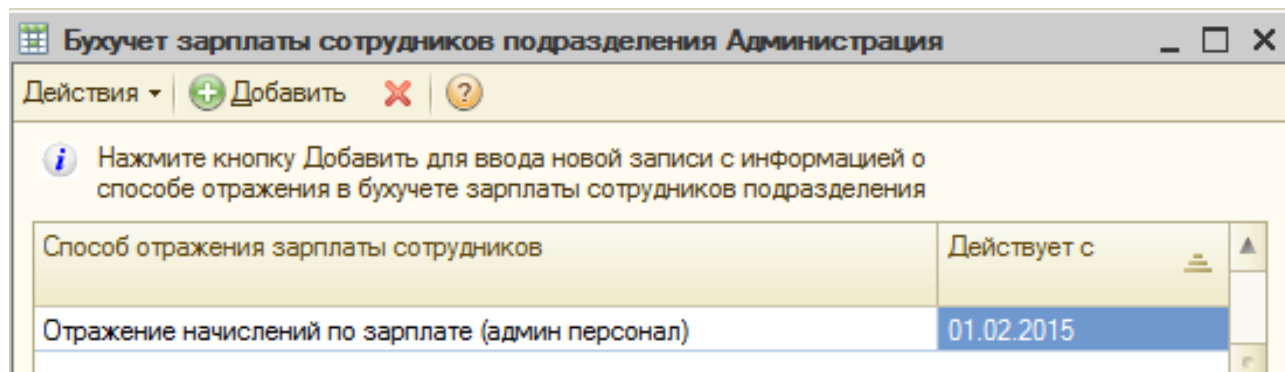 Бухучет зарплаты сотрудников подразделения Администрация
Действия Добавить
Нажмите кнопку Добавить для ввода новой записи с информацией о
способе отражения в бухучете зарплаты сотрудников подразделения
Способ отражения зарплаты сотрудников Действует с
Отражение начислений по зарплате (админ персонал) 01.02.2015